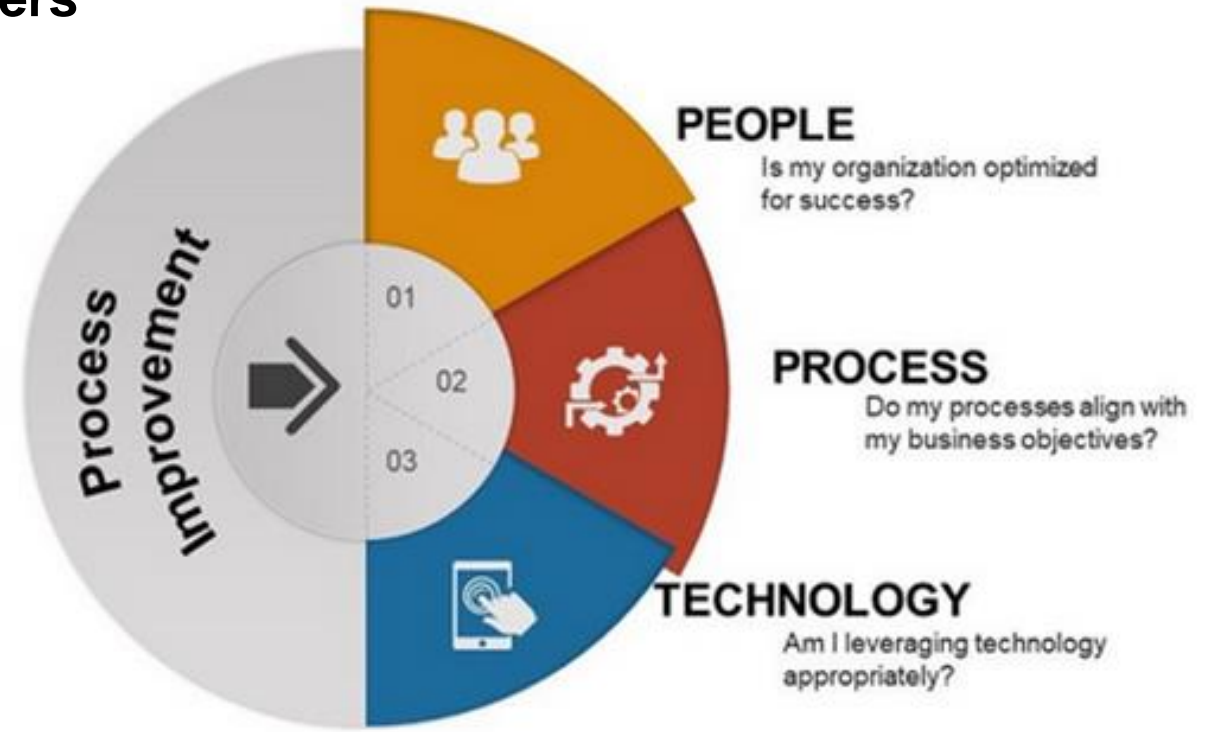 ers
Process
Improvement
01
02
03
PEOPLE
Is my organization optimized
for success?
PROCESS
Do my processes align with
my business objectives?
TECHNOLOGY
Am I leveraging technology
appropriately?